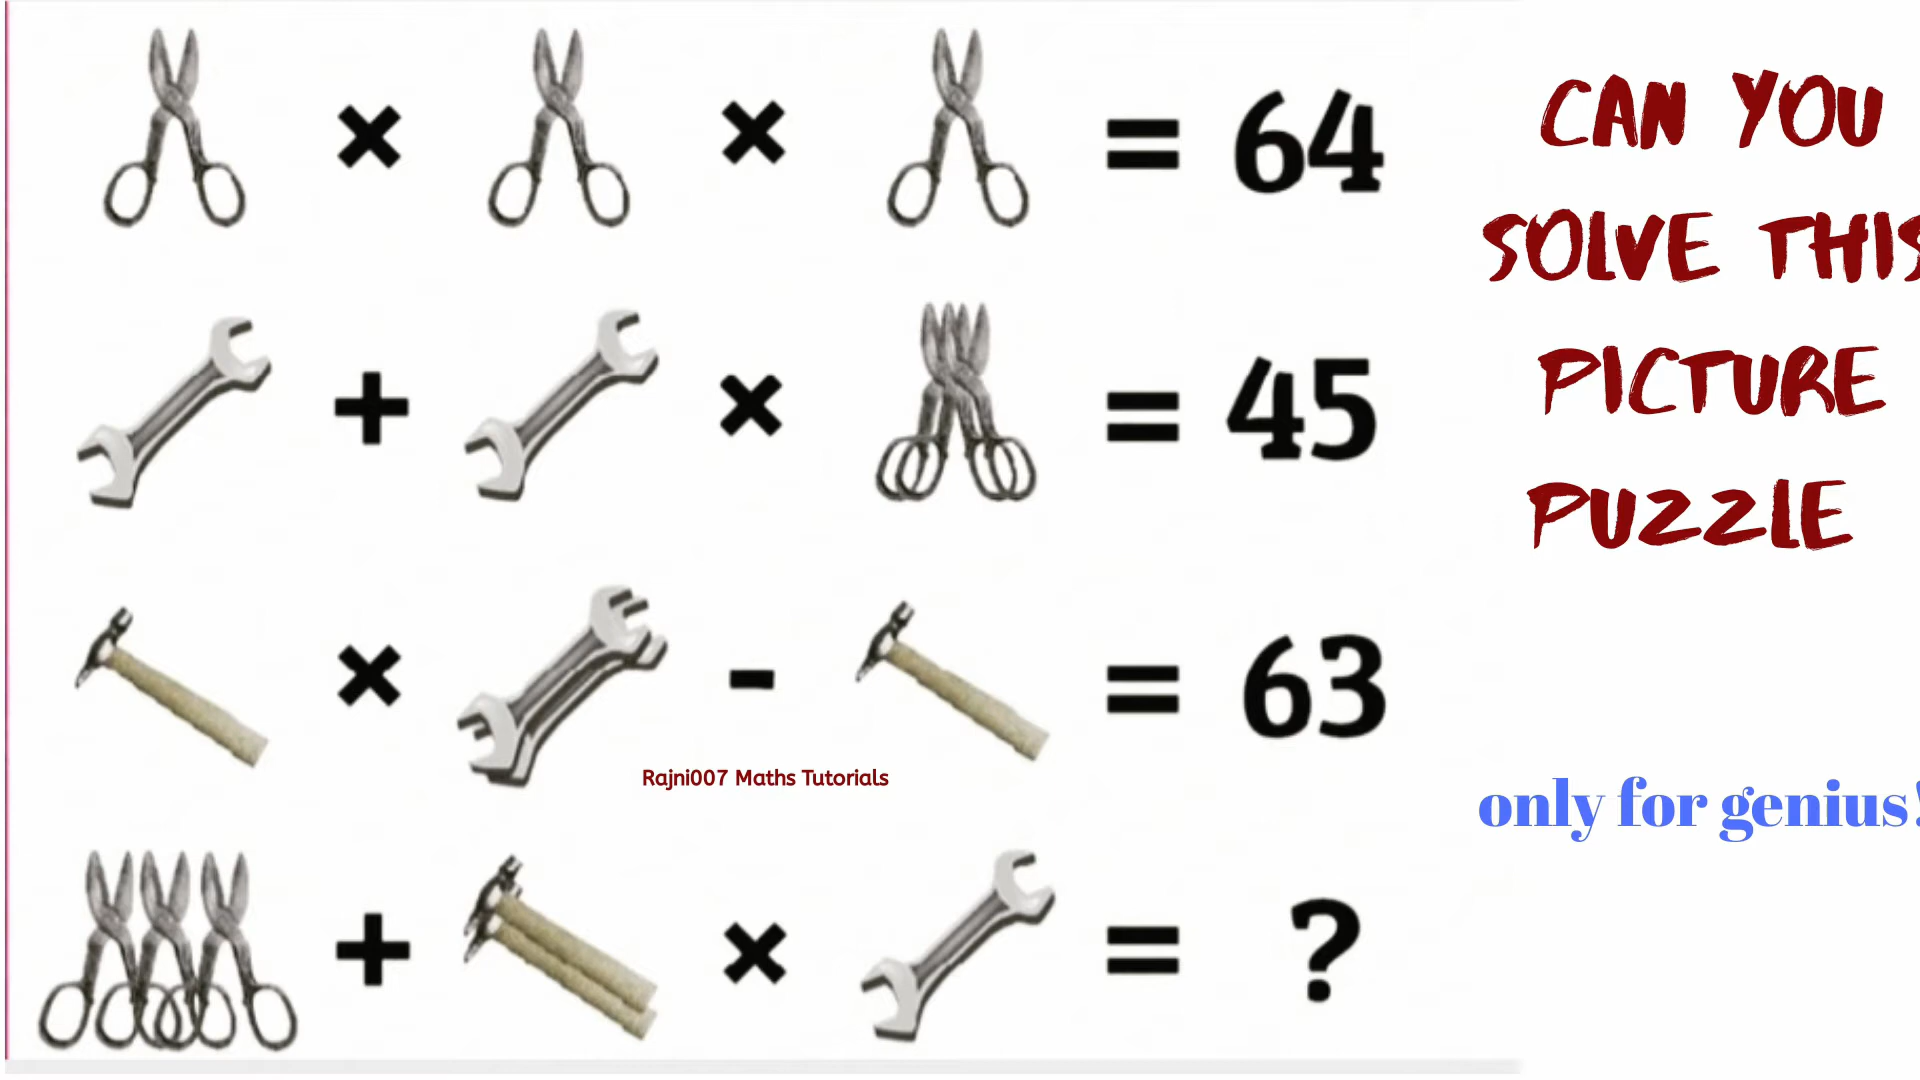 × × = 64
CAN YOU
SOLVE THIS
PICTURE
PUZZLE
+ × = 45
× - = 63
Rajni007 Maths Tutorials
only for genius!
+ × = ?